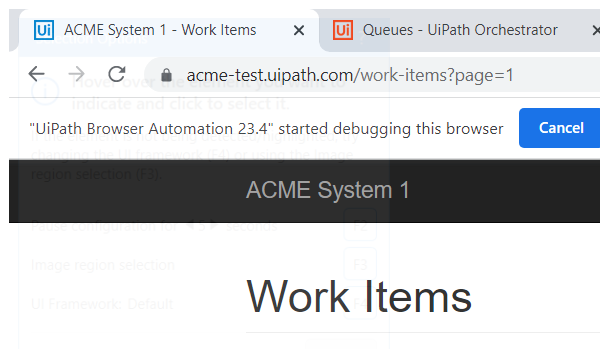 Ui ACME System 1 - Work Items
Ui Queues - UiPath Orchestrator
acme-test.uipath.com/work-items?page=1
Hover over the element you want to
indicate and click to select it.
"UiPath Browser Automation 23.4" started debugging this browser
Cancel
changing the UI framework (F4) or using the image
region selection (F3).
ACME System 1
Pause configuration for 5 seconds
F2
Image region selection
F3
Work Items
UI Framework: Default
F4